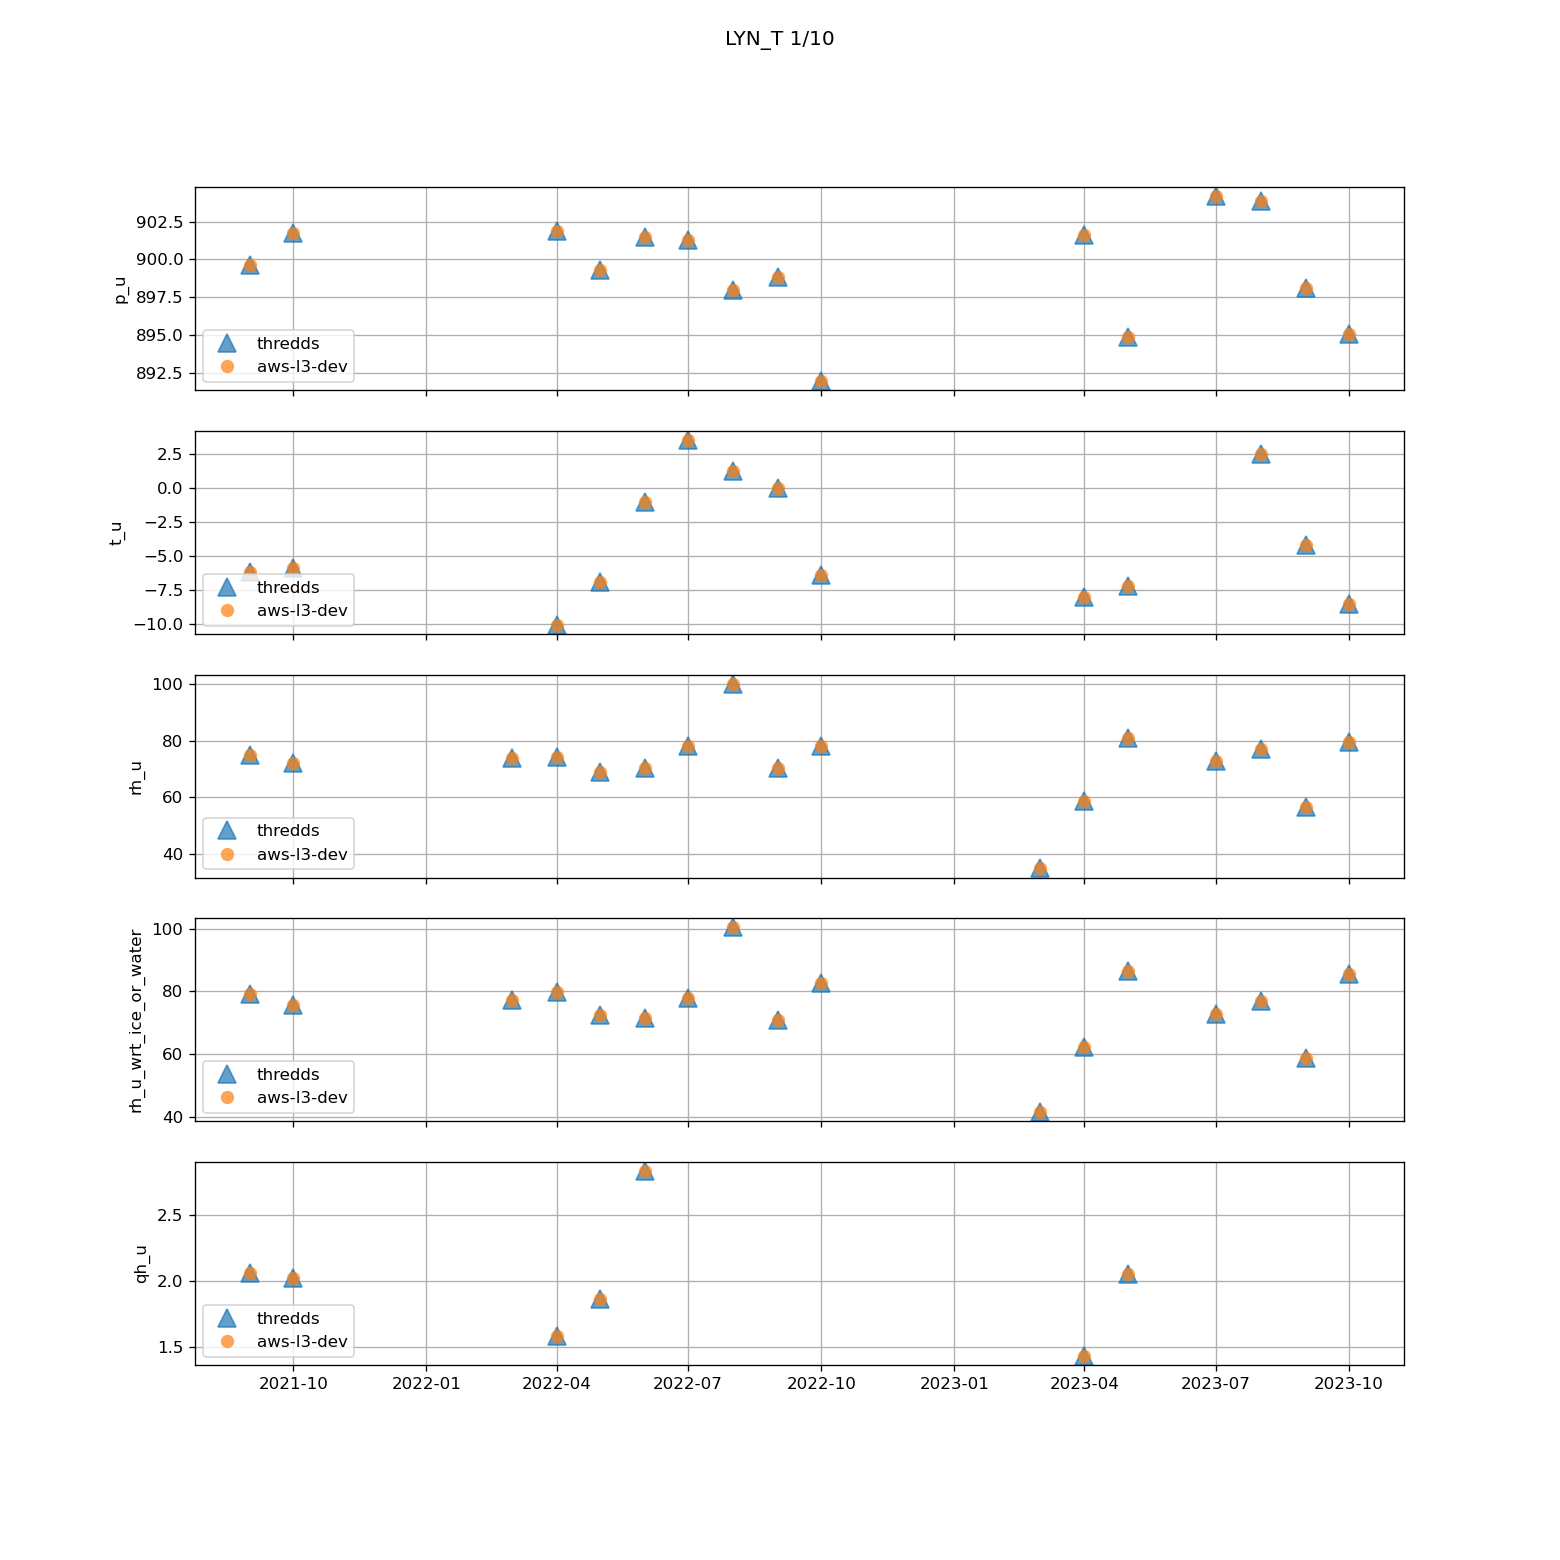 LYN_T 1/10
902.5
900.0
897.5
895.0
892.5
p_u
thredds
aws-l3-dev
2.5
0.0
−2.5
−5.0
−7.5
−10.0
t_u
thredds
aws-l3-dev
100
80
60
40
rh_u
thredds
aws-l3-dev
100
80
60
40
rh_u_wrt_ice_or_water
thredds
aws-l3-dev
2.5
2.0
1.5
qh_u
thredds
aws-l3-dev
2021-10 2022-01 2022-04 2022-07 2022-10 2023-01 2023-04 2023-07 2023-10